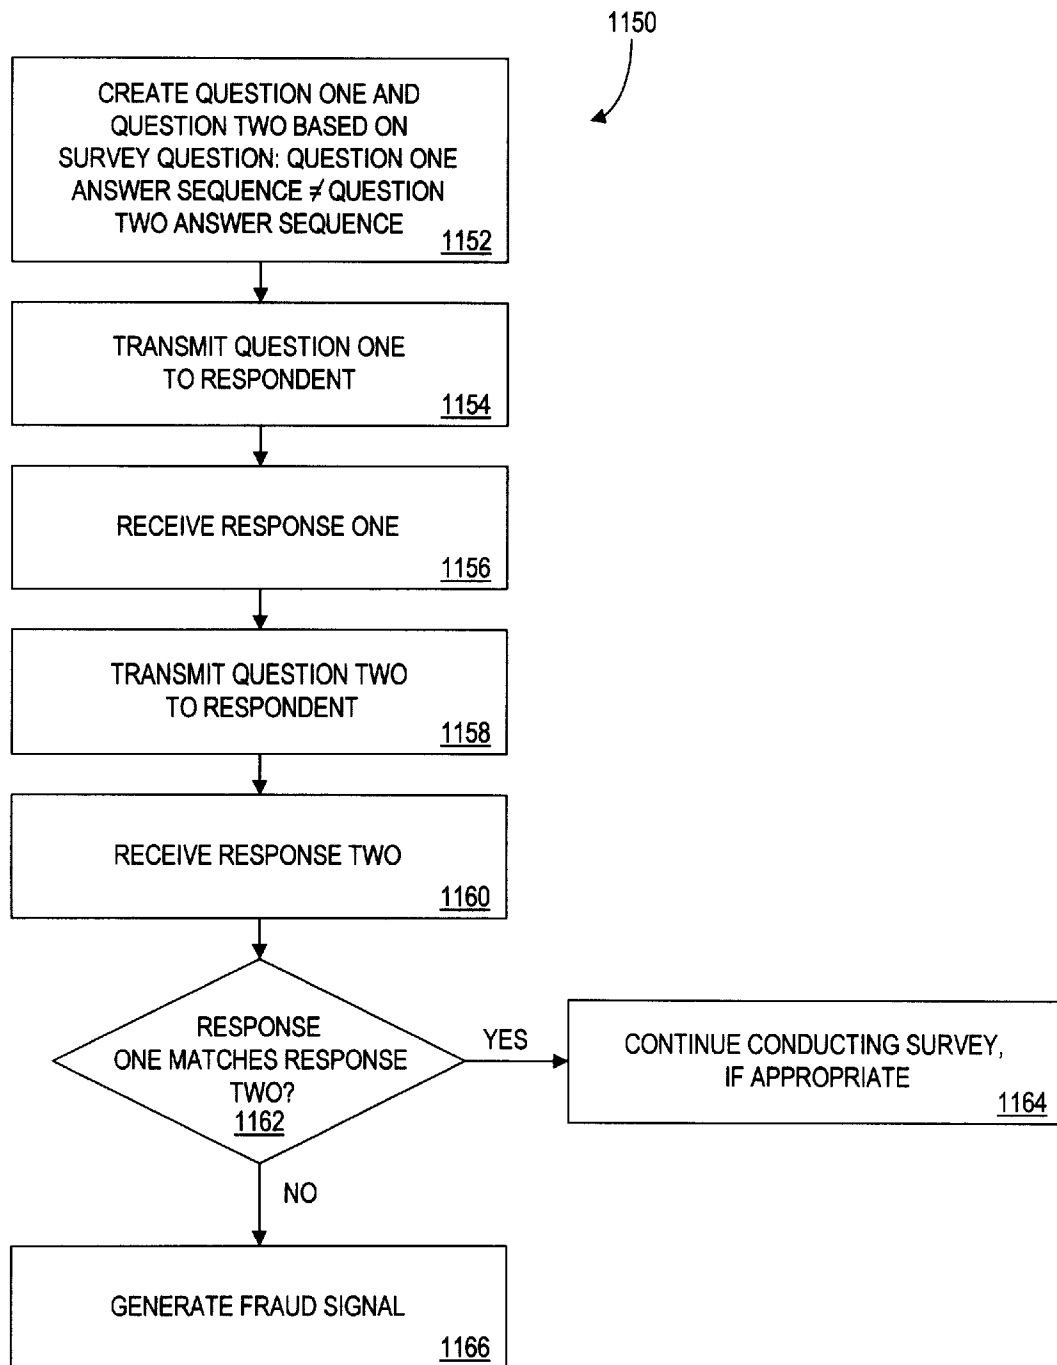 1150
CREATE QUESTION ONE AND
QUESTION TWO BASED ON
SURVEY QUESTION: QUESTION ONE
ANSWER SEQUENCE ≠ QUESTION
TWO ANSWER SEQUENCE
1152
TRANSMIT QUESTION ONE
TO RESPONDENT
1154
RECEIVE RESPONSE ONE
1156
TRANSMIT QUESTION TWO
TO RESPONDENT
1158
RECEIVE RESPONSE TWO
1160
RESPONSE
ONE MATCHES RESPONSE
TWO?
1162
YES
CONTINUE CONDUCTING SURVEY,
IF APPROPRIATE
1164
NO
GENERATE FRAUD SIGNAL
1166